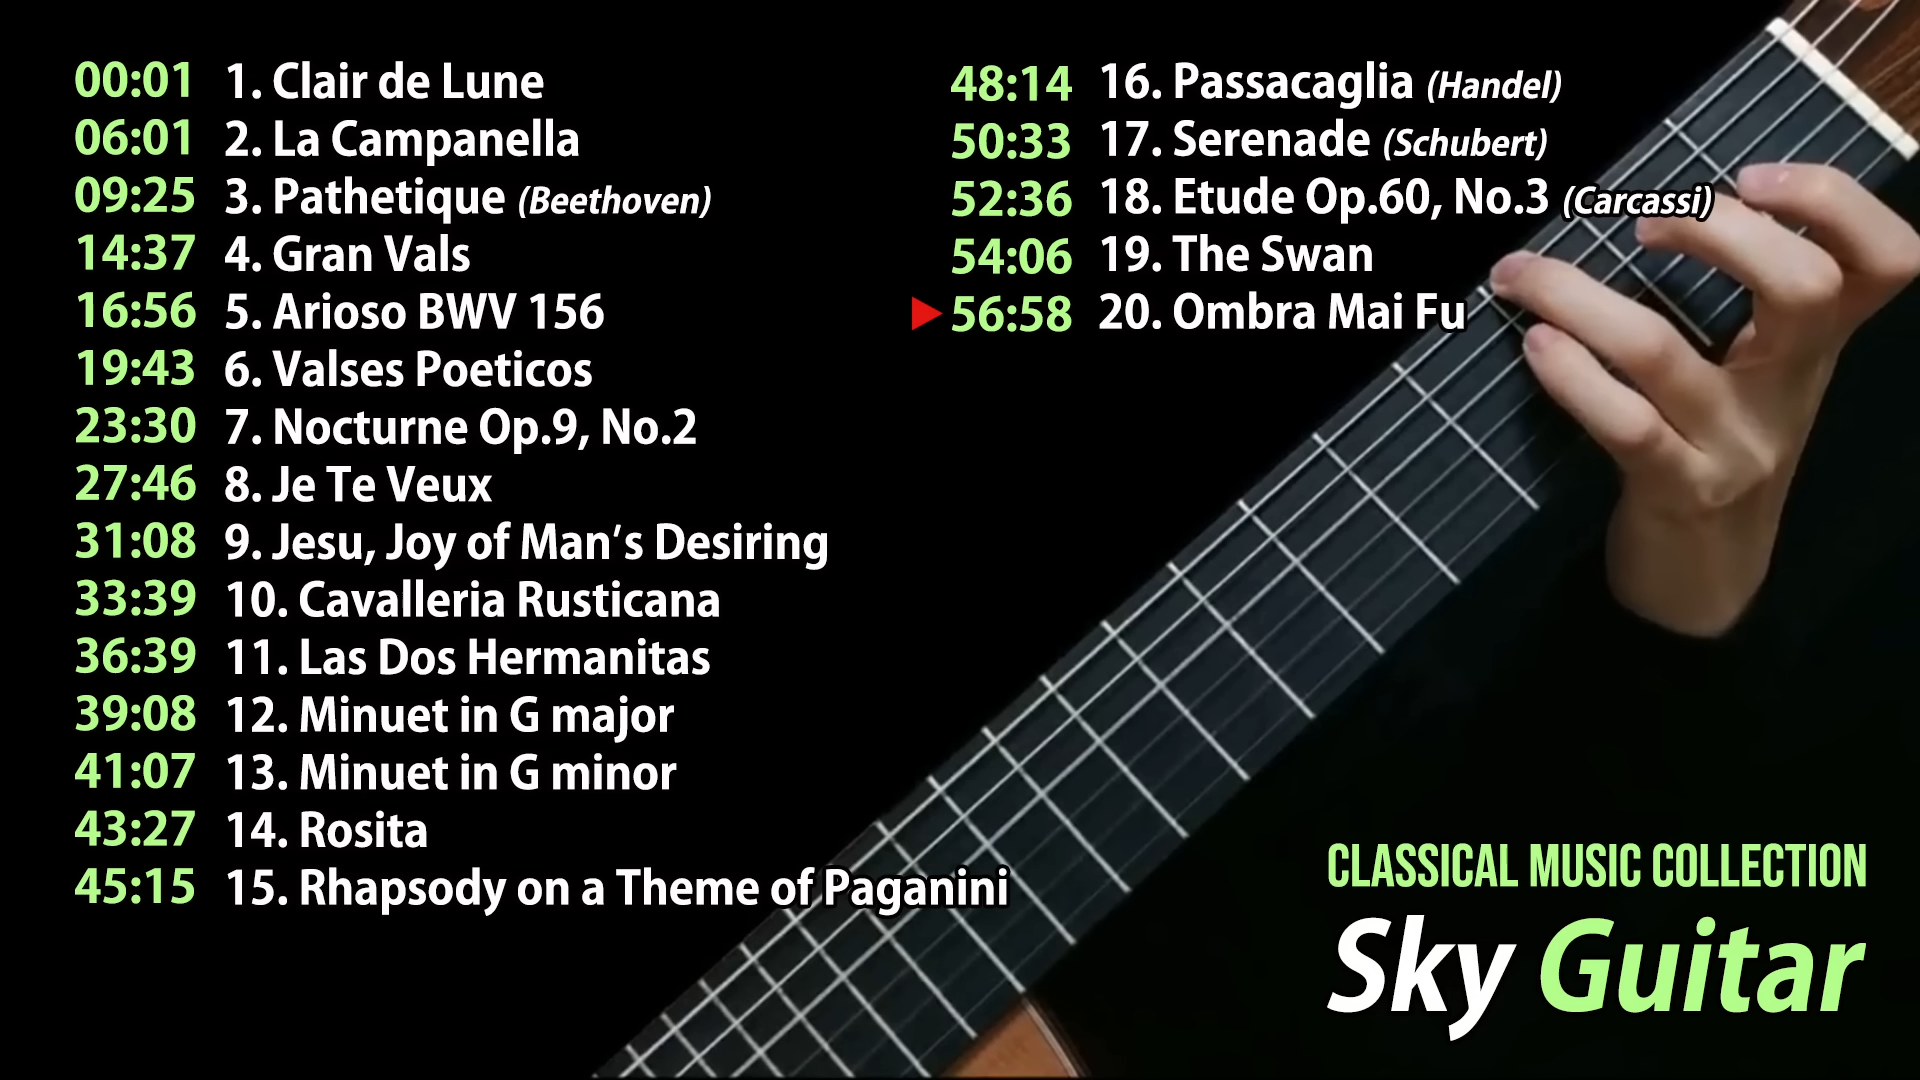 00:01 1. Clair de Lune
06:01 2. La Campanella
09:25 3. Pathetique (Beethoven)
14:37 4. Gran Vals
16:56 5. Arioso BWV 156
19:43 6. Valses Poeticos
23:30 7. Nocturne Op.9, No.2
27:46 8. Je Te Veux
31:08 9. Jesu, Joy of Man's Desiring
33:39 10. Cavalleria Rusticana
36:39 11. Las Dos Hermanitas
39:08 12. Minuet in G major
41:07 13. Minuet in G minor
43:27 14. Rosita
45:15 15. Rhapsody on a Theme of Paganini
48:14 16. Passacaglia (Handel)
50:33 17. Serenade (Schubert)
52:36 18. Etude Op.60, No.3 (Carcassi)
54:06 19. The Swan
56:58 20. Ombra Mai Fu
CLASSICAL MUSIC COLLECTION
Sky Guitar